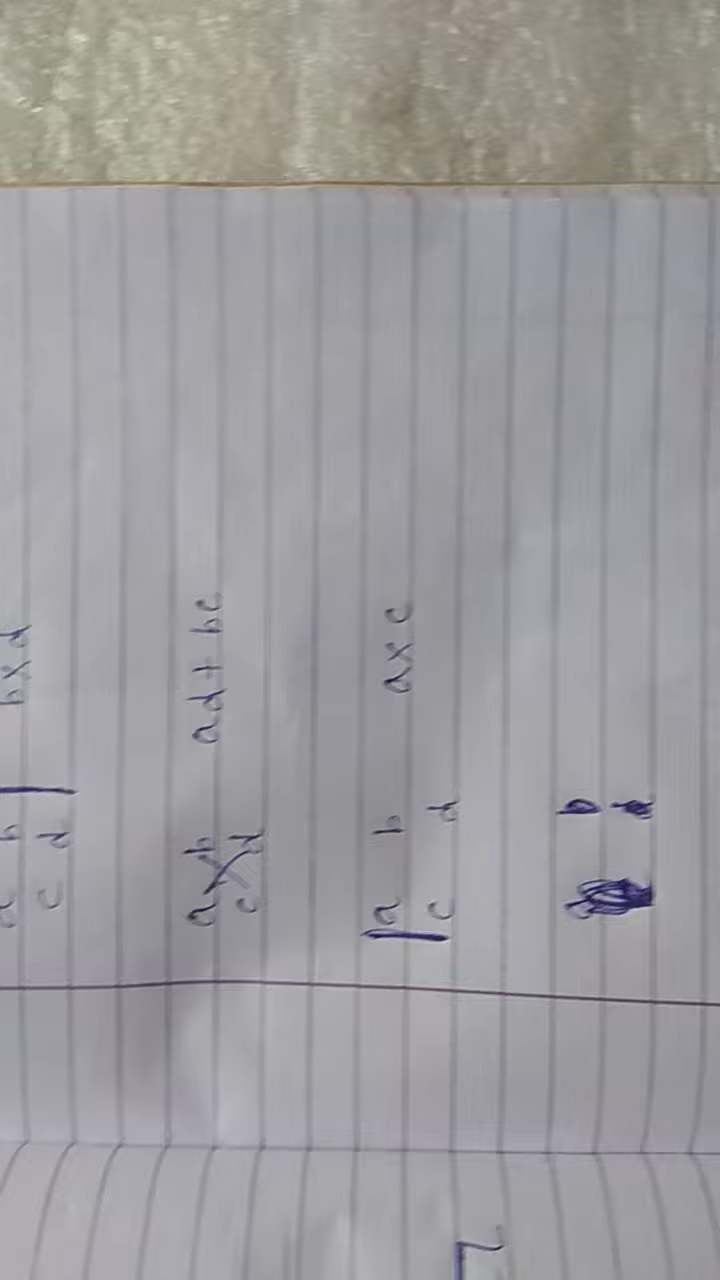 a b | b×d
c d |
a b ad + bc
c d
| a b a×c
| c d
b
d